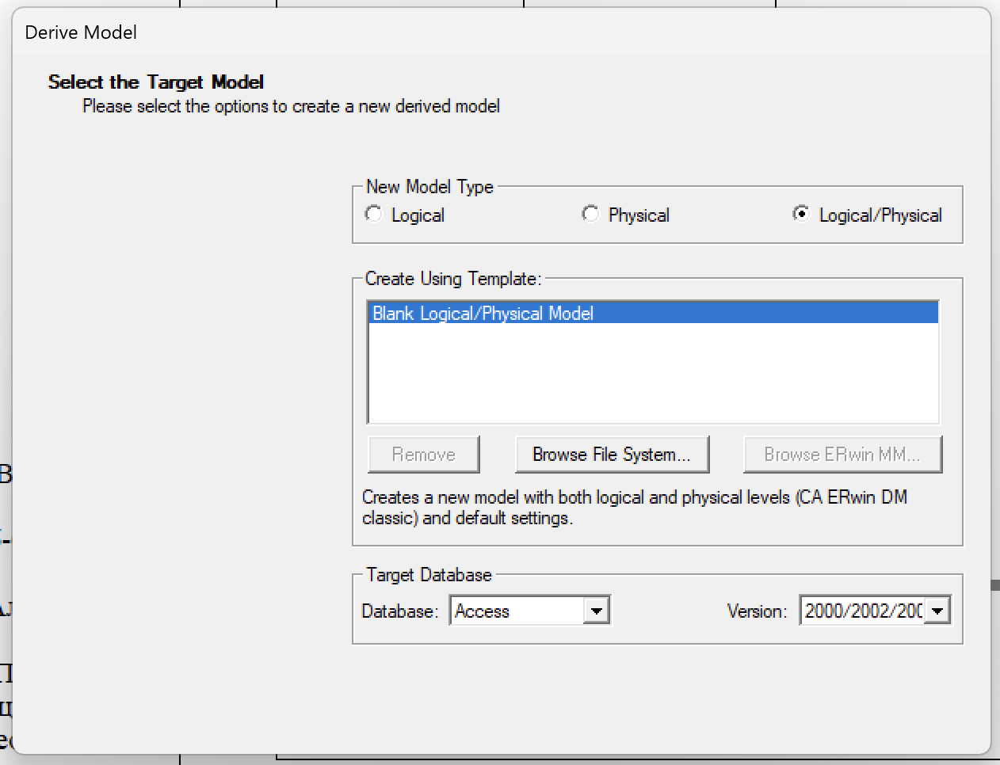 Derive Model
Select the Target Model
Please select the options to create a new derived model
New Model Type
Logical Physical Logical/Physical
Create Using Template:
Blank Logical/Physical Model
Remove Browse File System... Browse ERwin MM...
Creates a new model with both logical and physical levels (CA ERwin DM
classic) and default settings.
Target Database
Database: Access Version: 2000/2002/200